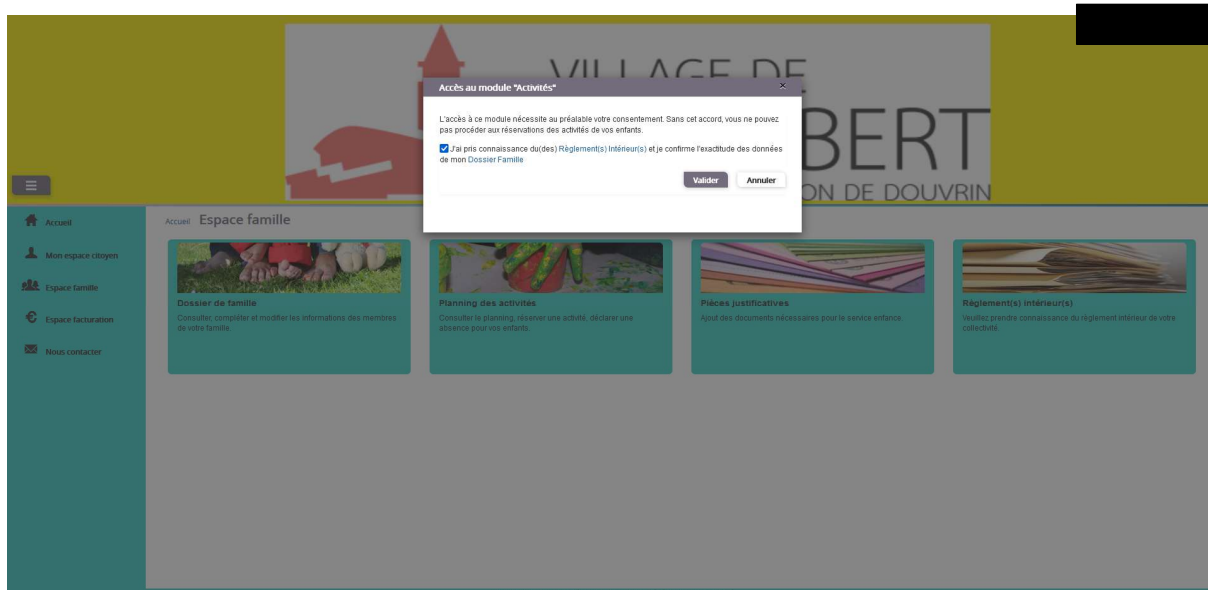 VILLAGE DE
BERT
ON DE DOUVRIN
Accès au module "Activités"
×
L'accès à ce module nécessite au préalable votre consentement. Sans cet accord, vous ne pouvez
pas procéder aux réservations des activités de vos enfants.
J'ai pris connaissance du(des) Règlement(s) Intérieur(s) et je confirme l'exactitude des données
de mon Dossier Famille
Valider
Annuler
Accueil
Mon espace citoyen
Espace famille
Espace facturation
Nous contacter
Accueil Espace famille
Dossier de famille
Consulter, compléter et modifier les informations des membres
de votre famille.
Planning des activités
Consulter le planning, réserver une activité, déclarer une
absence pour vos enfants.
Pièces justificatives
Ajout des documents nécessaires pour le service enfance.
Règlement(s) intérieur(s)
Veuillez prendre connaissance du règlement intérieur de votre
collectivité.